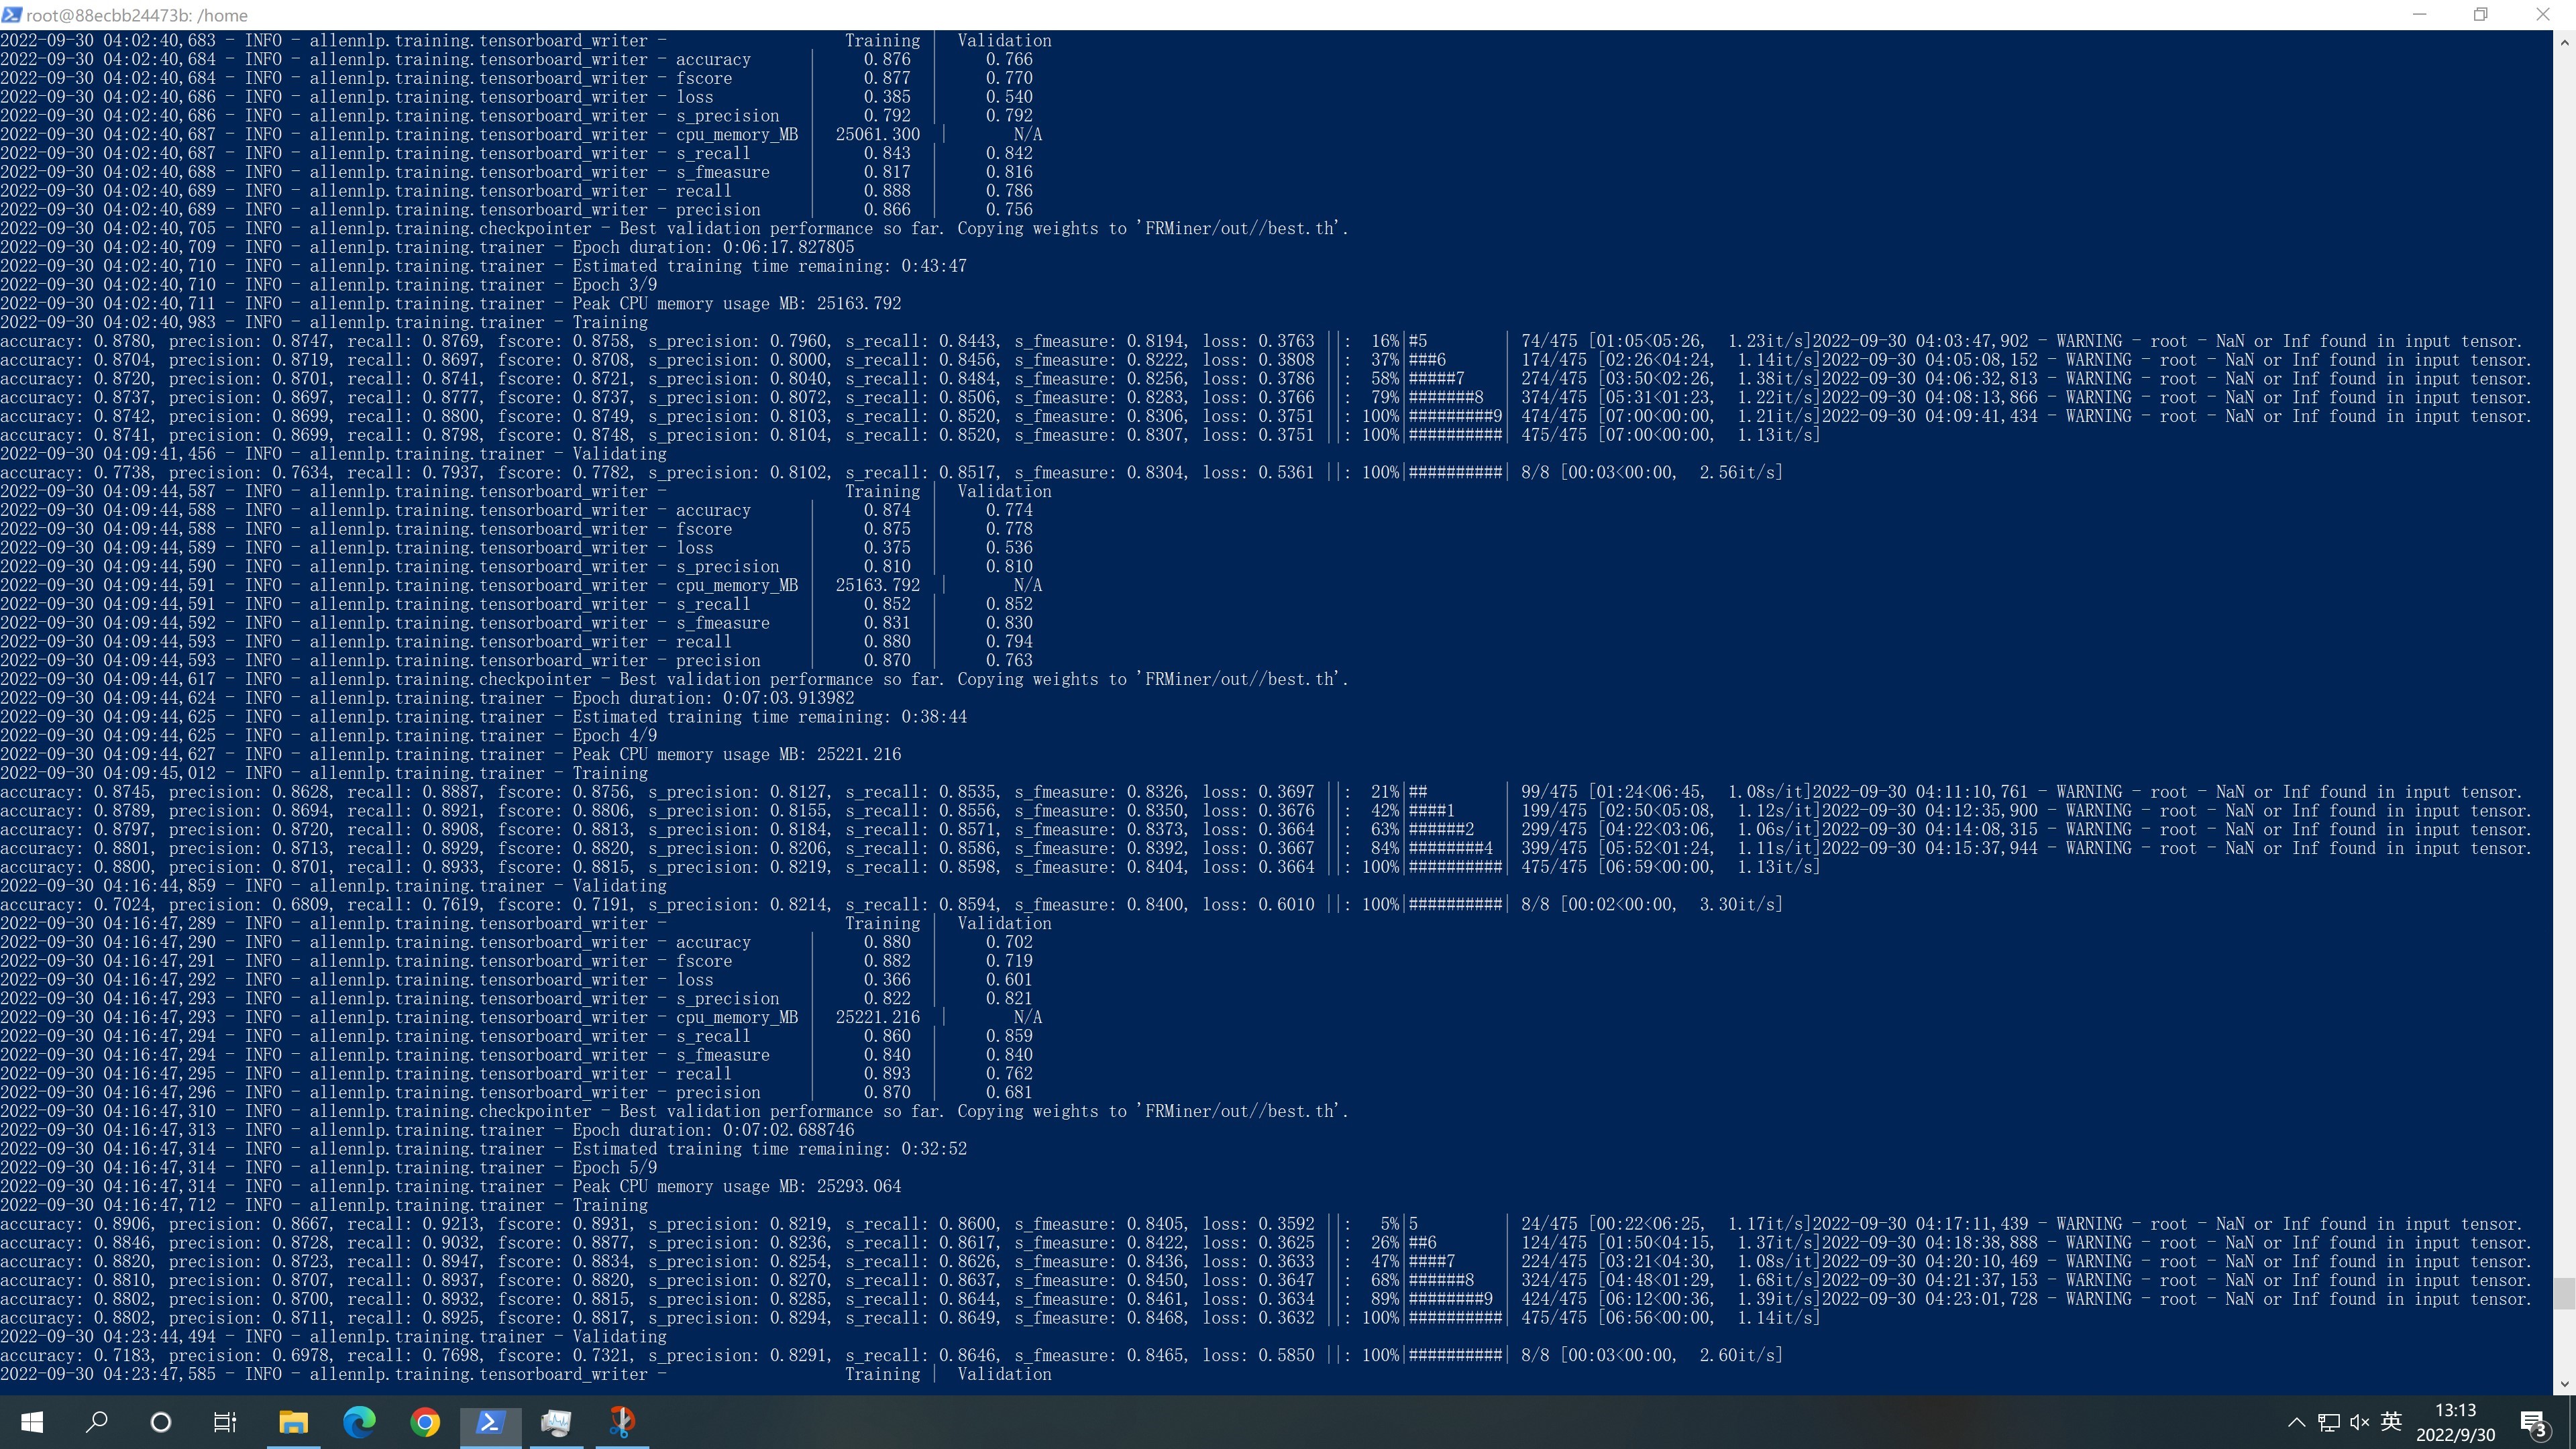 root@88ecbb24473b: /home
2022-09-30 04:02:40,683 - INFO - allennlp.training.tensorboard_writer - Training | Validation
2022-09-30 04:02:40,684 - INFO - allennlp.training.tensorboard_writer - accuracy | 0.876 | 0.766
2022-09-30 04:02:40,684 - INFO - allennlp.training.tensorboard_writer - fscore | 0.877 | 0.770
2022-09-30 04:02:40,686 - INFO - allennlp.training.tensorboard_writer - loss | 0.385 | 0.540
2022-09-30 04:02:40,686 - INFO - allennlp.training.tensorboard_writer - s_precision | 0.792 | 0.792
2022-09-30 04:02:40,687 - INFO - allennlp.training.tensorboard_writer - cpu_memory_MB | 25061.300 | N/A
2022-09-30 04:02:40,687 - INFO - allennlp.training.tensorboard_writer - s_recall | 0.843 | 0.842
2022-09-30 04:02:40,688 - INFO - allennlp.training.tensorboard_writer - s_fmeasure | 0.817 | 0.816
2022-09-30 04:02:40,689 - INFO - allennlp.training.tensorboard_writer - recall | 0.888 | 0.786
2022-09-30 04:02:40,689 - INFO - allennlp.training.tensorboard_writer - precision | 0.866 | 0.756
2022-09-30 04:02:40,705 - INFO - allennlp.training.checkpointer - Best validation performance so far. Copying weights to 'FRMiner/out//best.th'.
2022-09-30 04:02:40,709 - INFO - allennlp.training.trainer - Epoch duration: 0:06:17.827805
2022-09-30 04:02:40,710 - INFO - allennlp.training.trainer - Estimated training time remaining: 0:43:47
2022-09-30 04:02:40,710 - INFO - allennlp.training.trainer - Epoch 3/9
2022-09-30 04:02:40,711 - INFO - allennlp.training.trainer - Peak CPU memory usage MB: 25163.792
2022-09-30 04:02:40,983 - INFO - allennlp.training.trainer - Training
accuracy: 0.8780, precision: 0.8747, recall: 0.8769, fscore: 0.8758, s_precision: 0.7960, s_recall: 0.8443, s_fmeasure: 0.8194, loss: 0.3763 ||: 16%|#5 | 74/475 [01:05<05:26, 1.23it/s]2022-09-30 04:03:47,902 - WARNING - root - NaN or Inf found in input tensor.
accuracy: 0.8704, precision: 0.8719, recall: 0.8697, fscore: 0.8708, s_precision: 0.8000, s_recall: 0.8456, s_fmeasure: 0.8222, loss: 0.3808 ||: 37%|###6 | 174/475 [02:26<04:24, 1.14it/s]2022-09-30 04:05:08,152 - WARNING - root - NaN or Inf found in input tensor.
accuracy: 0.8720, precision: 0.8701, recall: 0.8741, fscore: 0.8721, s_precision: 0.8040, s_recall: 0.8484, s_fmeasure: 0.8256, loss: 0.3786 ||: 58%|#####7 | 274/475 [03:50<02:26, 1.38it/s]2022-09-30 04:06:32,813 - WARNING - root - NaN or Inf found in input tensor.
accuracy: 0.8737, precision: 0.8697, recall: 0.8777, fscore: 0.8737, s_precision: 0.8072, s_recall: 0.8506, s_fmeasure: 0.8283, loss: 0.3766 ||: 79%|#######8 | 374/475 [05:31<01:23, 1.22it/s]2022-09-30 04:08:13,866 - WARNING - root - NaN or Inf found in input tensor.
accuracy: 0.8742, precision: 0.8699, recall: 0.8800, fscore: 0.8749, s_precision: 0.8103, s_recall: 0.8520, s_fmeasure: 0.8306, loss: 0.3751 ||: 100%|#########9| 474/475 [07:00<00:00, 1.21it/s]2022-09-30 04:09:41,434 - WARNING - root - NaN or Inf found in input tensor.
accuracy: 0.8741, precision: 0.8699, recall: 0.8798, fscore: 0.8748, s_precision: 0.8104, s_recall: 0.8520, s_fmeasure: 0.8307, loss: 0.3751 ||: 100%|##########| 475/475 [07:00<00:00, 1.13it/s]
2022-09-30 04:09:41,456 - INFO - allennlp.training.trainer - Validating
accuracy: 0.7738, precision: 0.7634, recall: 0.7937, fscore: 0.7782, s_precision: 0.8102, s_recall: 0.8517, s_fmeasure: 0.8304, loss: 0.5361 ||: 100%|##########| 8/8 [00:03<00:00, 2.56it/s]
2022-09-30 04:09:44,587 - INFO - allennlp.training.tensorboard_writer - Training | Validation
2022-09-30 04:09:44,588 - INFO - allennlp.training.tensorboard_writer - accuracy | 0.874 | 0.774
2022-09-30 04:09:44,588 - INFO - allennlp.training.tensorboard_writer - fscore | 0.875 | 0.778
2022-09-30 04:09:44,589 - INFO - allennlp.training.tensorboard_writer - loss | 0.375 | 0.536
2022-09-30 04:09:44,590 - INFO - allennlp.training.tensorboard_writer - s_precision | 0.810 | 0.810
2022-09-30 04:09:44,591 - INFO - allennlp.training.tensorboard_writer - cpu_memory_MB | 25163.792 | N/A
2022-09-30 04:09:44,591 - INFO - allennlp.training.tensorboard_writer - s_recall | 0.852 | 0.852
2022-09-30 04:09:44,592 - INFO - allennlp.training.tensorboard_writer - s_fmeasure | 0.831 | 0.830
2022-09-30 04:09:44,593 - INFO - allennlp.training.tensorboard_writer - recall | 0.880 | 0.794
2022-09-30 04:09:44,593 - INFO - allennlp.training.tensorboard_writer - precision | 0.870 | 0.763
2022-09-30 04:09:44,617 - INFO - allennlp.training.checkpointer - Best validation performance so far. Copying weights to 'FRMiner/out//best.th'.
2022-09-30 04:09:44,624 - INFO - allennlp.training.trainer - Epoch duration: 0:07:03.913982
2022-09-30 04:09:44,625 - INFO - allennlp.training.trainer - Estimated training time remaining: 0:38:44
2022-09-30 04:09:44,625 - INFO - allennlp.training.trainer - Epoch 4/9
2022-09-30 04:09:44,627 - INFO - allennlp.training.trainer - Peak CPU memory usage MB: 25221.216
2022-09-30 04:09:45,012 - INFO - allennlp.training.trainer - Training
accuracy: 0.8745, precision: 0.8628, recall: 0.8887, fscore: 0.8756, s_precision: 0.8127, s_recall: 0.8535, s_fmeasure: 0.8326, loss: 0.3697 ||: 21%|## | 99/475 [01:24<06:45, 1.08s/it]2022-09-30 04:11:10,761 - WARNING - root - NaN or Inf found in input tensor.
accuracy: 0.8789, precision: 0.8694, recall: 0.8921, fscore: 0.8806, s_precision: 0.8155, s_recall: 0.8556, s_fmeasure: 0.8350, loss: 0.3676 ||: 42%|####1 | 199/475 [02:50<05:08, 1.12s/it]2022-09-30 04:12:35,900 - WARNING - root - NaN or Inf found in input tensor.
accuracy: 0.8797, precision: 0.8720, recall: 0.8908, fscore: 0.8813, s_precision: 0.8184, s_recall: 0.8571, s_fmeasure: 0.8373, loss: 0.3664 ||: 63%|######2 | 299/475 [04:22<03:06, 1.06s/it]2022-09-30 04:14:08,315 - WARNING - root - NaN or Inf found in input tensor.
accuracy: 0.8801, precision: 0.8713, recall: 0.8929, fscore: 0.8820, s_precision: 0.8206, s_recall: 0.8586, s_fmeasure: 0.8392, loss: 0.3667 ||: 84%|########4 | 399/475 [05:52<01:24, 1.11s/it]2022-09-30 04:15:37,944 - WARNING - root - NaN or Inf found in input tensor.
accuracy: 0.8800, precision: 0.8701, recall: 0.8933, fscore: 0.8815, s_precision: 0.8219, s_recall: 0.8598, s_fmeasure: 0.8404, loss: 0.3664 ||: 100%|##########| 475/475 [06:59<00:00, 1.13it/s]
2022-09-30 04:16:44,859 - INFO - allennlp.training.trainer - Validating
accuracy: 0.7024, precision: 0.6809, recall: 0.7619, fscore: 0.7191, s_precision: 0.8214, s_recall: 0.8594, s_fmeasure: 0.8400, loss: 0.6010 ||: 100%|##########| 8/8 [00:02<00:00, 3.30it/s]
2022-09-30 04:16:47,289 - INFO - allennlp.training.tensorboard_writer - Training | Validation
2022-09-30 04:16:47,290 - INFO - allennlp.training.tensorboard_writer - accuracy | 0.880 | 0.702
2022-09-30 04:16:47,291 - INFO - allennlp.training.tensorboard_writer - fscore | 0.882 | 0.719
2022-09-30 04:16:47,292 - INFO - allennlp.training.tensorboard_writer - loss | 0.366 | 0.601
2022-09-30 04:16:47,293 - INFO - allennlp.training.tensorboard_writer - s_precision | 0.822 | 0.821
2022-09-30 04:16:47,293 - INFO - allennlp.training.tensorboard_writer - cpu_memory_MB | 25221.216 | N/A
2022-09-30 04:16:47,294 - INFO - allennlp.training.tensorboard_writer - s_recall | 0.860 | 0.859
2022-09-30 04:16:47,294 - INFO - allennlp.training.tensorboard_writer - s_fmeasure | 0.840 | 0.840
2022-09-30 04:16:47,295 - INFO - allennlp.training.tensorboard_writer - recall | 0.893 | 0.762
2022-09-30 04:16:47,296 - INFO - allennlp.training.tensorboard_writer - precision | 0.870 | 0.681
2022-09-30 04:16:47,310 - INFO - allennlp.training.checkpointer - Best validation performance so far. Copying weights to 'FRMiner/out//best.th'.
2022-09-30 04:16:47,313 - INFO - allennlp.training.trainer - Epoch duration: 0:07:02.688746
2022-09-30 04:16:47,314 - INFO - allennlp.training.trainer - Estimated training time remaining: 0:32:52
2022-09-30 04:16:47,314 - INFO - allennlp.training.trainer - Epoch 5/9
2022-09-30 04:16:47,314 - INFO - allennlp.training.trainer - Peak CPU memory usage MB: 25293.064
2022-09-30 04:16:47,712 - INFO - allennlp.training.trainer - Training
accuracy: 0.8906, precision: 0.8667, recall: 0.9213, fscore: 0.8931, s_precision: 0.8219, s_recall: 0.8600, s_fmeasure: 0.8405, loss: 0.3592 ||: 5%|5 | 24/475 [00:22<06:25, 1.17it/s]2022-09-30 04:17:11,439 - WARNING - root - NaN or Inf found in input tensor.
accuracy: 0.8846, precision: 0.8728, recall: 0.9032, fscore: 0.8877, s_precision: 0.8236, s_recall: 0.8617, s_fmeasure: 0.8422, loss: 0.3625 ||: 26%|##6 | 124/475 [01:50<04:15, 1.37it/s]2022-09-30 04:18:38,888 - WARNING - root - NaN or Inf found in input tensor.
accuracy: 0.8820, precision: 0.8723, recall: 0.8947, fscore: 0.8834, s_precision: 0.8254, s_recall: 0.8626, s_fmeasure: 0.8436, loss: 0.3633 ||: 47%|####7 | 224/475 [03:21<04:30, 1.08s/it]2022-09-30 04:20:10,469 - WARNING - root - NaN or Inf found in input tensor.
accuracy: 0.8810, precision: 0.8707, recall: 0.8937, fscore: 0.8820, s_precision: 0.8270, s_recall: 0.8637, s_fmeasure: 0.8450, loss: 0.3647 ||: 68%|######8 | 324/475 [04:48<01:29, 1.68it/s]2022-09-30 04:21:37,153 - WARNING - root - NaN or Inf found in input tensor.
accuracy: 0.8802, precision: 0.8700, recall: 0.8932, fscore: 0.8815, s_precision: 0.8285, s_recall: 0.8644, s_fmeasure: 0.8461, loss: 0.3634 ||: 89%|########9 | 424/475 [06:12<00:36, 1.39it/s]2022-09-30 04:23:01,728 - WARNING - root - NaN or Inf found in input tensor.
accuracy: 0.8802, precision: 0.8711, recall: 0.8925, fscore: 0.8817, s_precision: 0.8294, s_recall: 0.8649, s_fmeasure: 0.8468, loss: 0.3632 ||: 100%|##########| 475/475 [06:56<00:00, 1.14it/s]
2022-09-30 04:23:44,494 - INFO - allennlp.training.trainer - Validating
accuracy: 0.7183, precision: 0.6978, recall: 0.7698, fscore: 0.7321, s_precision: 0.8291, s_recall: 0.8646, s_fmeasure: 0.8465, loss: 0.5850 ||: 100%|##########| 8/8 [00:03<00:00, 2.60it/s]
2022-09-30 04:23:47,585 - INFO - allennlp.training.tensorboard_writer - Training | Validation
英
13:13
2022/9/30
3